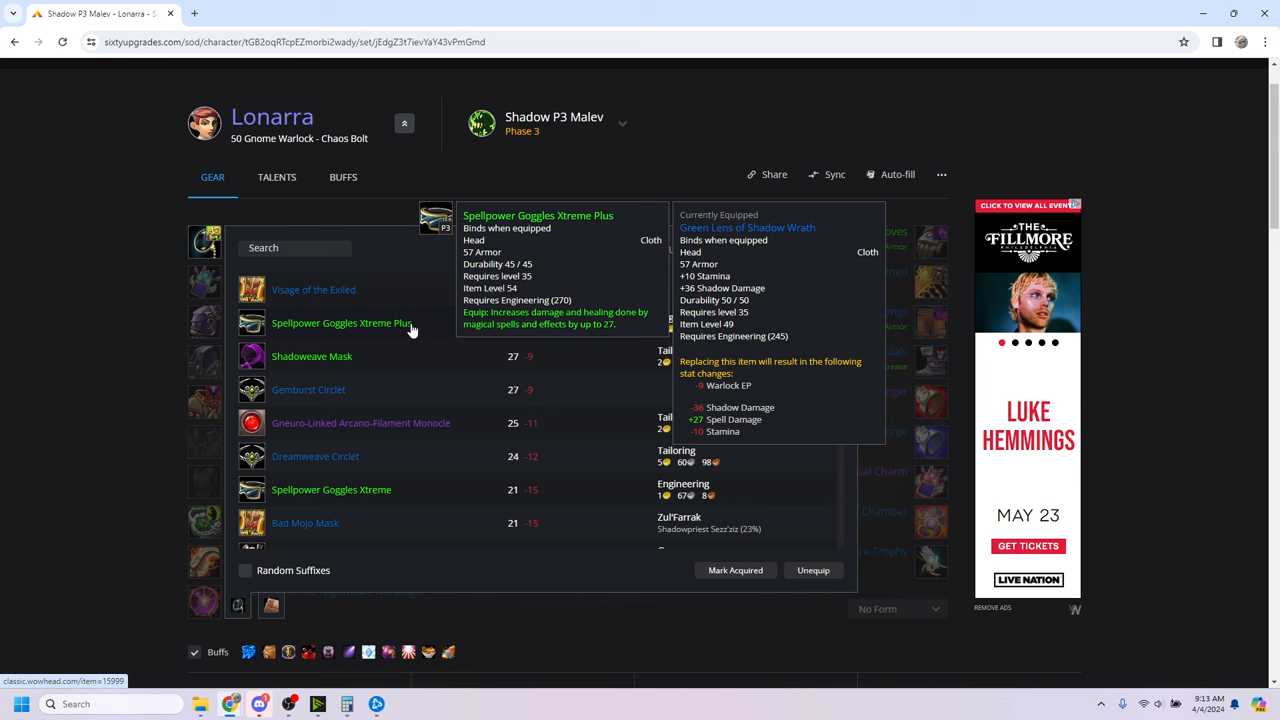 Shadow P3 Malev - Lonarra - S
sixtyupgrades.com/sod/character/tGB2oqRTcpEZmorbi2wady/set/jEdgZ3t7ievYaY43vPmGmd
Lonarra
50 Gnome Warlock - Chaos Bolt
Shadow P3 Malev
Phase 3
GEAR
TALENTS
BUFFS
Share
Sync
Auto-fill
CLICK TO VIEW ALL EVENTS
P3
Spellpower Goggles Xtreme Plus
Binds when equipped
Head
Cloth
57 Armor
Durability 45 / 45
Requires level 35
Item Level 54
Requires Engineering (270)
Equip: Increases damage and healing done by
magical spells and effects by up to 27.
Currently Equipped
Green Lens of Shadow Wrath
Binds when equipped
Head
Cloth
57 Armor
+10 Stamina
+36 Shadow Damage
Durability 50 / 50
Requires level 35
Item Level 49
Requires Engineering (245)
Replacing this item will result in the following
stat changes:
-9 Warlock EP
-36 Shadow Damage
+27 Spell Damage
-10 Stamina
Search
Visage of the Exiled
Spellpower Goggles Xtreme Plus
Shadoweave Mask
27 -9
Gemburst Circlet
27 -9
Gneuro-Linked Arcano-Filament Monocle
25 -11
Dreamweave Circlet
24 -12
Tailoring
5 60 98
Spellpower Goggles Xtreme
21 -15
Engineering
1 67 8
Bad Mojo Mask
21 -15
Zul'Farrak
Shadowpriest Sezz'ziz (23%)
Random Suffixes
Mark Acquired
Unequip
No Form
Buffs
THE
FILLMORE
PHILADELPHIA
LUKE
HEMMINGS
MAY 23
GET TICKETS
LIVE NATION
REMOVE ADS
classic.wowhead.com/item=15999
Search
9:13 AM
4/4/2024